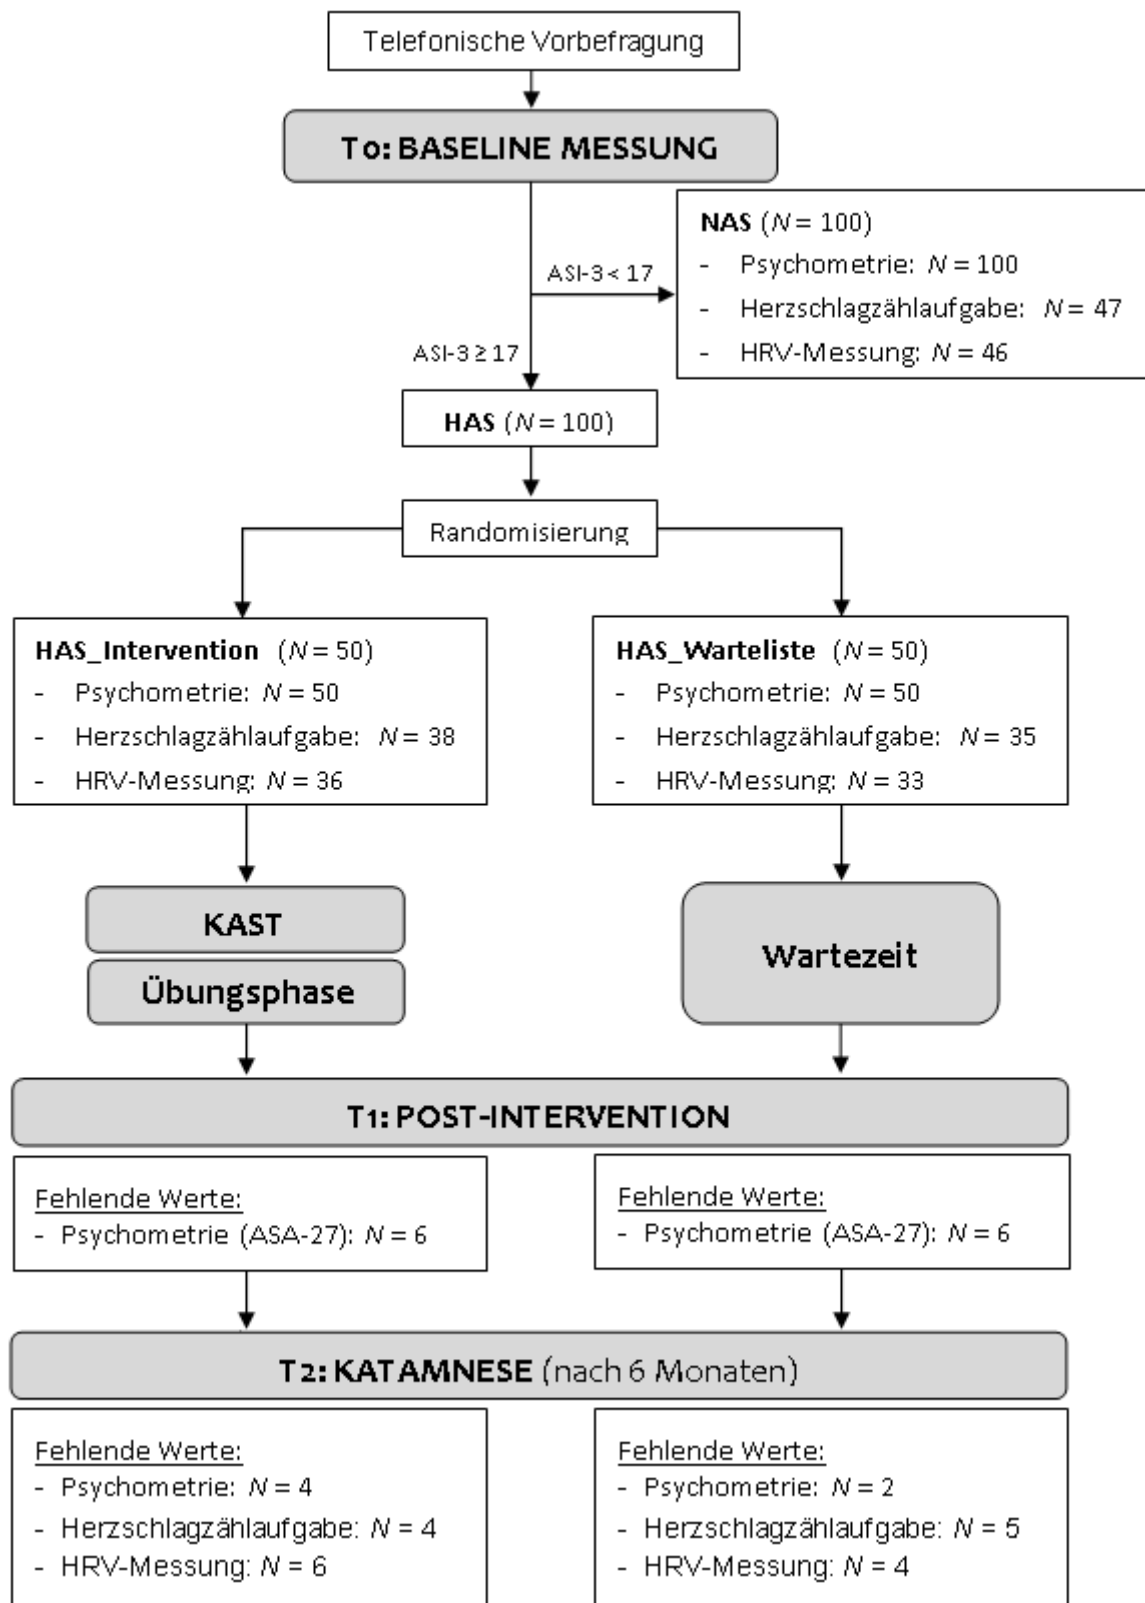 Telefonische Vorbefragung
T0: BASELINE MESSUNG
NAS (N = 100)
- Psychometrie: N = 100
- Herzschlagzählaufgabe: N = 47
- HRV-Messung: N = 46
ASI-3 < 17
ASI-3 ≥ 17
HAS (N = 100)
Randomisierung
HAS_Intervention (N = 50)
- Psychometrie: N = 50
- Herzschlagzählaufgabe: N = 38
- HRV-Messung: N = 36
HAS_Warteliste (N = 50)
- Psychometrie: N = 50
- Herzschlagzählaufgabe: N = 35
- HRV-Messung: N = 33
KAST
Übungsphase
Wartezeit
T1: POST-INTERVENTION
Fehlende Werte:
- Psychometrie (ASA-27): N = 6
Fehlende Werte:
- Psychometrie (ASA-27): N = 6
T2: KATAMNESE (nach 6 Monaten)
Fehlende Werte:
- Psychometrie: N = 4
- Herzschlagzählaufgabe: N = 4
- HRV-Messung: N = 6
Fehlende Werte:
- Psychometrie: N = 2
- Herzschlagzählaufgabe: N = 5
- HRV-Messung: N = 4